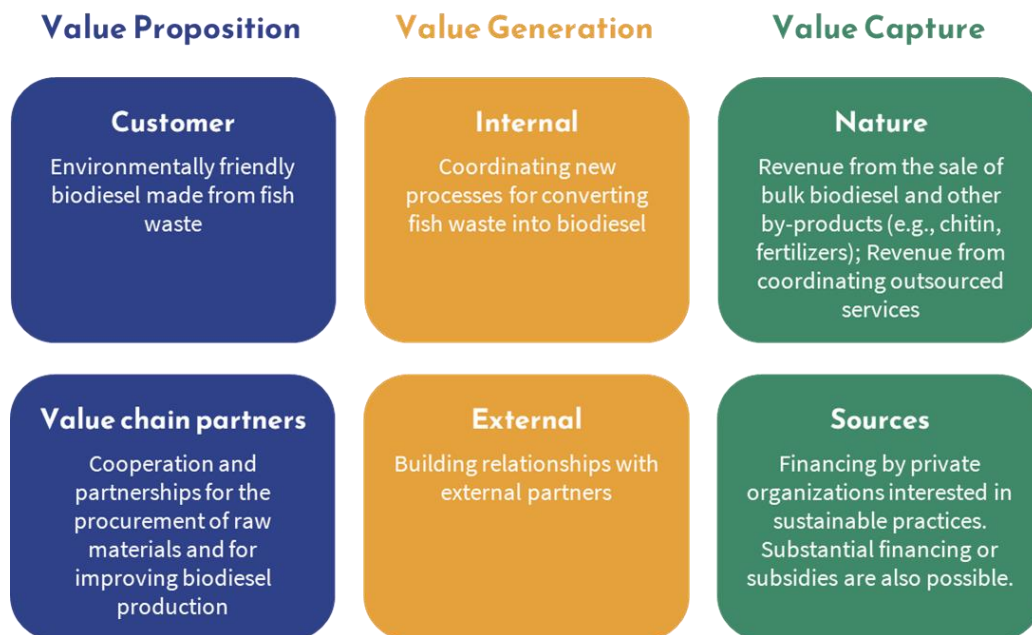 Value Proposition
Value Generation
Value Capture
Customer
Environmentally friendly
biodiesel made from fish
waste
Internal
Coordinating new
processes for converting
fish waste into biodiesel
Nature
Revenue from the sale of
bulk biodiesel and other
by-products (e.g., chitin,
fertilizers); Revenue from
coordinating outsourced
services
Value chain partners
Cooperation and
partnerships for the
procurement of raw
materials and for
improving biodiesel
production
External
Building relationships with
external partners
Sources
Financing by private
organizations interested in
sustainable practices.
Substantial financing or
subsidies are also possible.